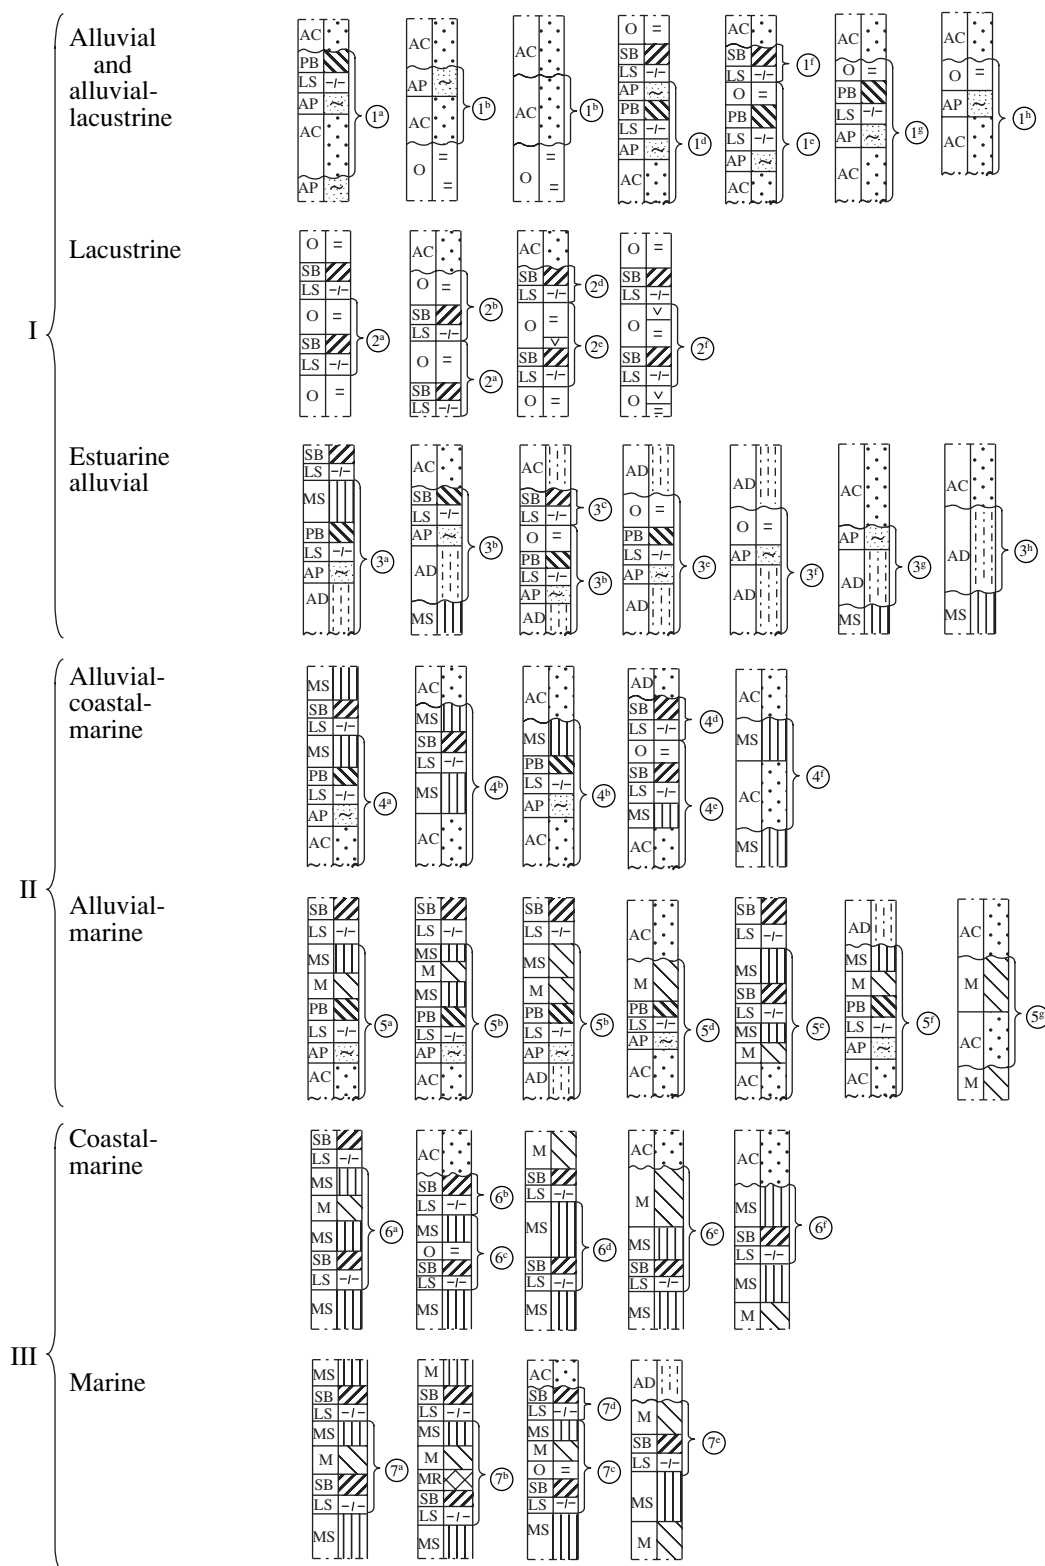 I
Alluvial
and
alluvial-
lacustrine
AC PB LS AP AC AP 1a
AC AP AC O 1b
AC AC O 1b
O SB LS AP PB LS AP AC 1d
AC SB LS O PB LS AP AC 1f 1e
AC O PB LS AP AC 1g
AC O AP AC 1h
Lacustrine
O SB LS O SB LS O 2a
AC O SB LS O SB LS 2b 2a
AC SB LS O SB LS O 2d 2e
O SB LS O SB LS O 2f
Estuarine
alluvial
SB LS MS PB LS AP AD 3a
AC SB LS AP AD MS 3b
AC SB LS O PB LS AP AD 3c 3b
AD O PB LS AP AD 3e
AD O AP AD 3f
AC AP AD MS 3g
AC AD MS 3h
II
Alluvial-
coastal-
marine
MS SB LS MS PB LS AP AC 4a
AC MS SB LS MS AC 4b
AC MS PB LS AP AC 4b
AD SB LS O SB LS MS AC 4d 4e
AC MS AC MS 4f
Alluvial-
marine
SB LS MS M PB LS AP AC 5a
SB LS MS M MS PB LS AP AC 5b
SB LS MS M PB LS AP AD 5b
AC M PB LS AP AC 5d
SB LS MS SB LS MS M AC 5e
AD MS M PB LS AP AC 5f
AC M AC M 5g
III
Coastal-
marine
SB LS MS M MS SB LS MS 6a
AC SB LS MS O SB LS MS 6b 6c
M SB LS MS SB LS MS 6d
AC M MS SB LS MS 6e
AC MS SB LS MS M 6f
Marine
MS SB LS MS M SB LS MS 7a
M SB LS MS M MR SB LS MS 7b
AC SB LS MS M O SB LS MS 7d 7c
AD M SB LS MS M 7e